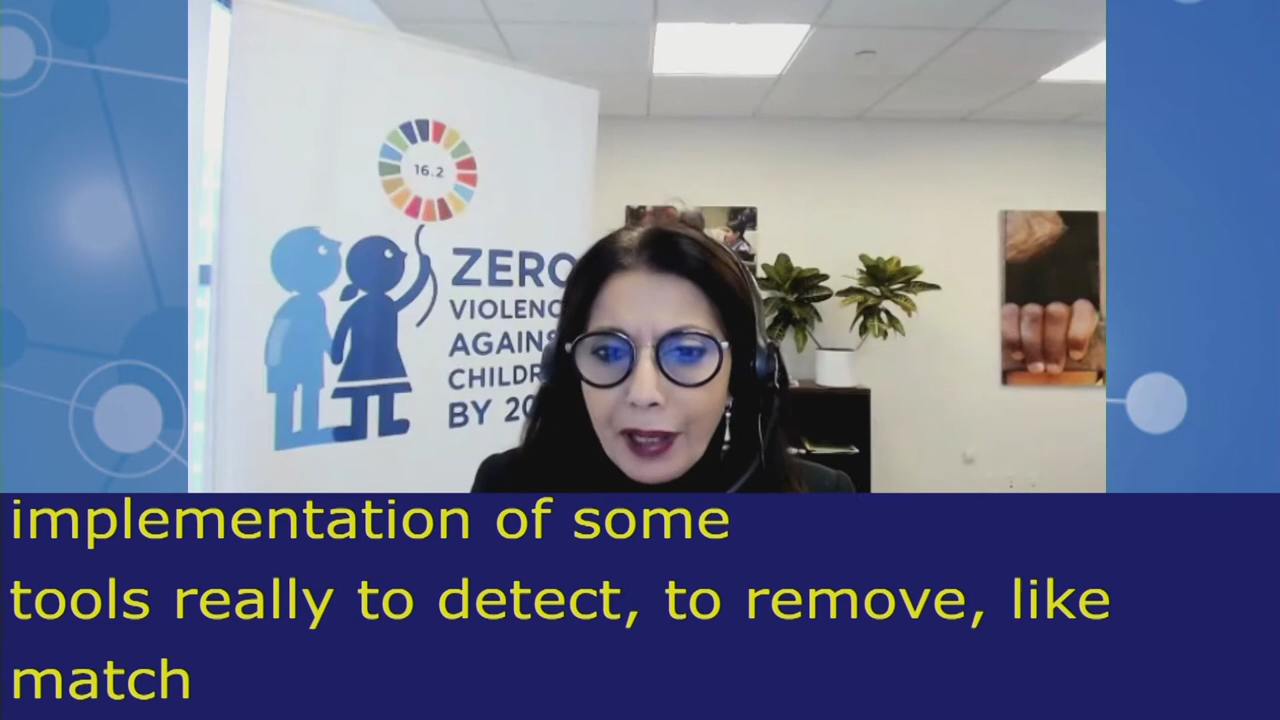 16.2
ZERO
VIOLENC
AGAINS
CHILDR
BY 20
implementation of some
tools really to detect, to remove, like
match